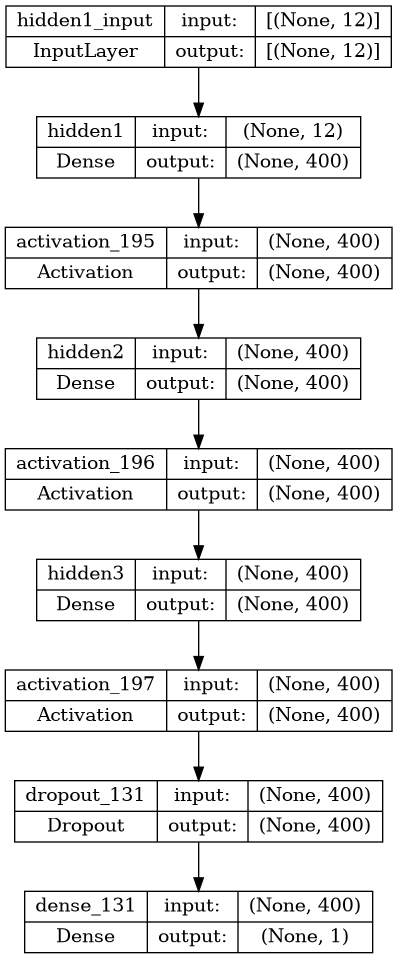 hidden1_input input: [(None, 12)]
InputLayer output: [(None, 12)]
hidden1 input: (None, 12)
Dense output: (None, 400)
activation_195 input: (None, 400)
Activation output: (None, 400)
hidden2 input: (None, 400)
Dense output: (None, 400)
activation_196 input: (None, 400)
Activation output: (None, 400)
hidden3 input: (None, 400)
Dense output: (None, 400)
activation_197 input: (None, 400)
Activation output: (None, 400)
dropout_131 input: (None, 400)
Dropout output: (None, 400)
dense_131 input: (None, 400)
Dense output: (None, 1)